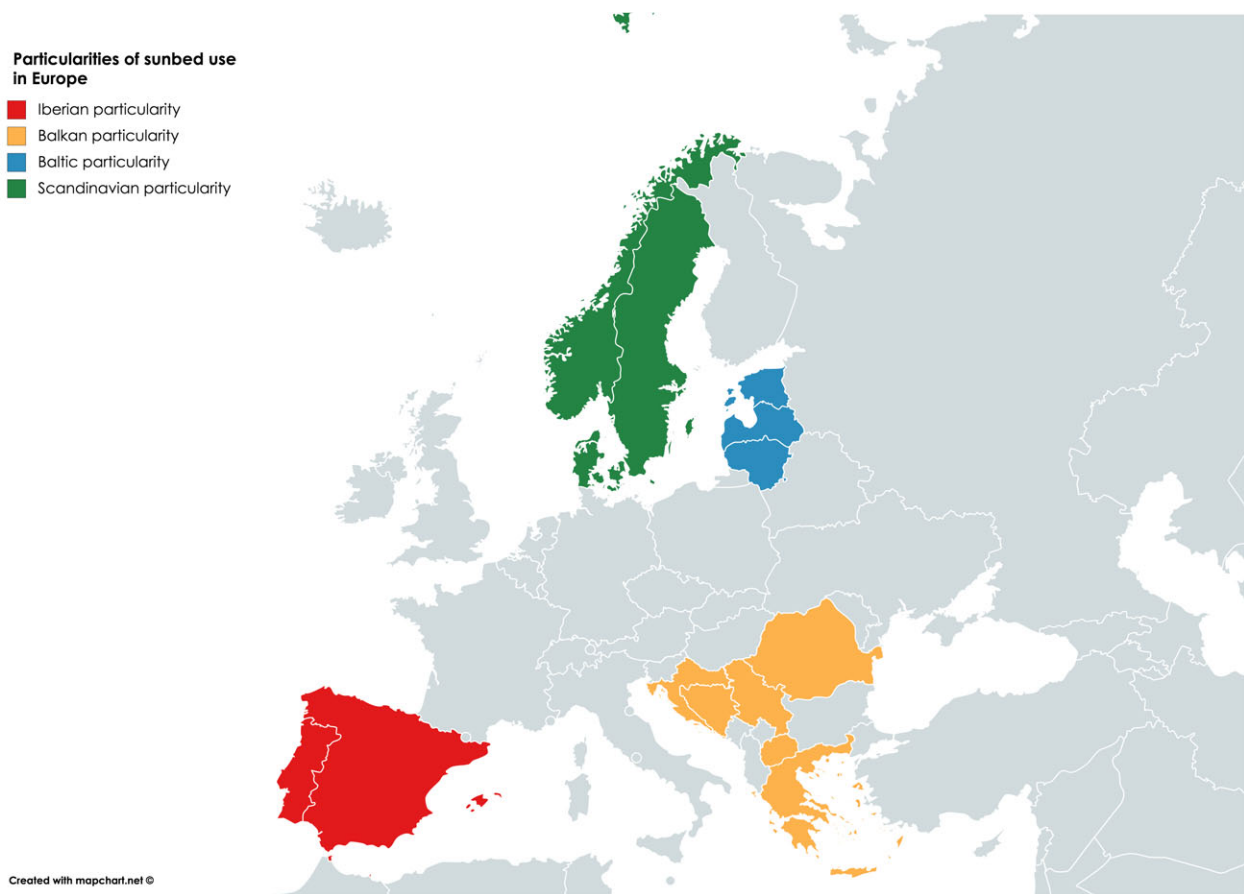 Particularities of sunbed use
in Europe
Iberian particularity
Balkan particularity
Baltic particularity
Scandinavian particularity
Created with mapchart.net ©